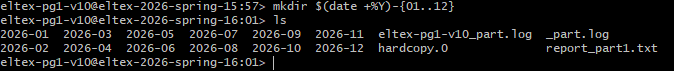 eltex-pg1-v10@eltex-2026-spring-15:57> mkdir $(date +%Y)-{01..12}
eltex-pg1-v10@eltex-2026-spring-16:01> ls
2026-01  2026-03  2026-05  2026-07  2026-09  2026-11  eltex-pg1-v10_part.log  _part.log
2026-02  2026-04  2026-06  2026-08  2026-10  2026-12  hardcopy.0              report_part1.txt
eltex-pg1-v10@eltex-2026-spring-16:01>